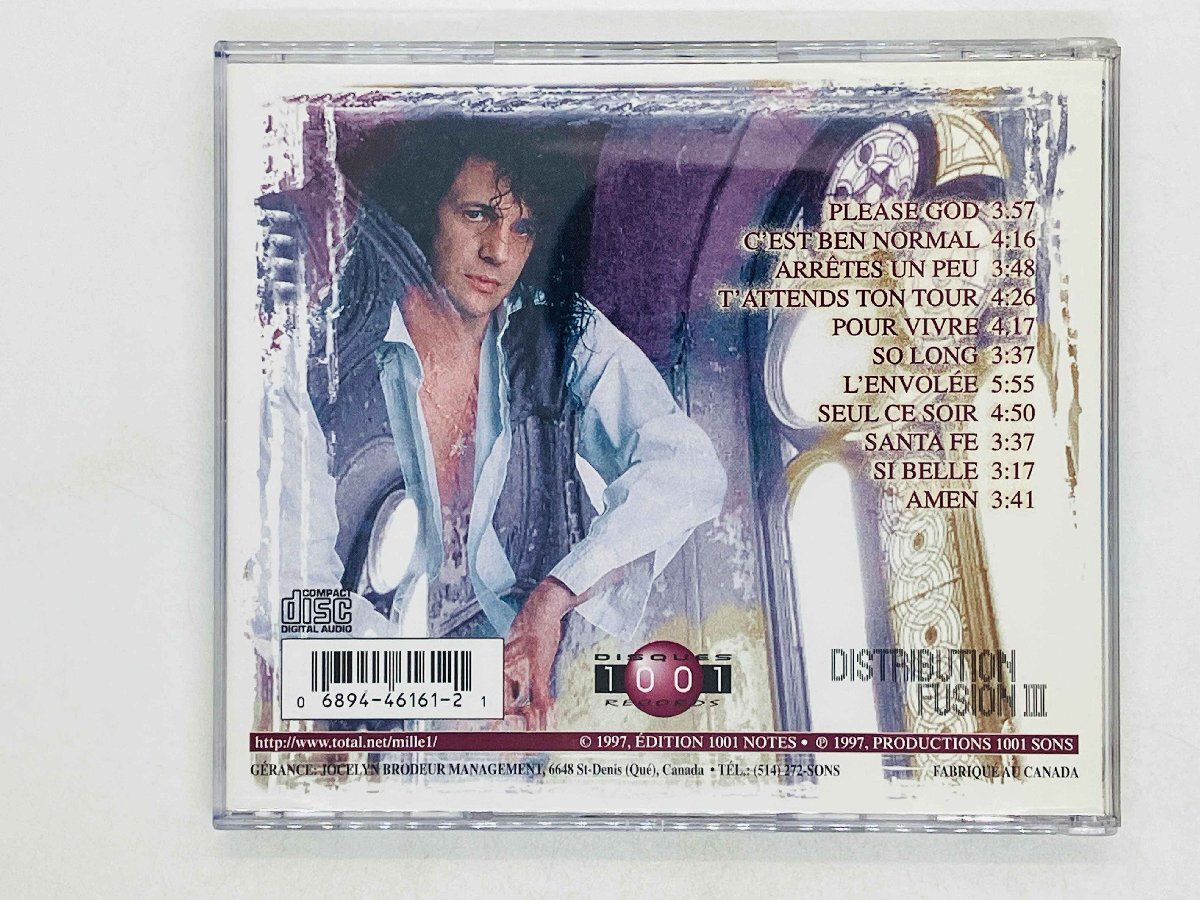 PLEASE GOD 3:57
C'EST BEN NORMAL 4:16
ARRÊTES UN PEU 3:48
T'ATTENDS TON TOUR 4:26
POUR VIVRE 4,17
SO LONG 3:37
L'ENVOLÉE 5:55
SEUL CE SOIR 4:50
SANTA FE 3:37
SI BELLE 3:17
AMEN 3:41
COMPACT
disc
DIGITAL AUDIO
0 6894-46161-2 1
DISQUES
1001
RECORDS
DISTRIBUTION
FUSION III
http://www.total.net/mille1/ © 1997, ÉDITION 1001 NOTES • ℗ 1997, PRODUCTIONS 1001 SONS
GÉRANCE: JOCELYN BRODEUR MANAGEMENT, 6648 St-Denis (Qué), Canada • TÉL.: (514) 272-SONS FABRIQUÉ AU CANADA